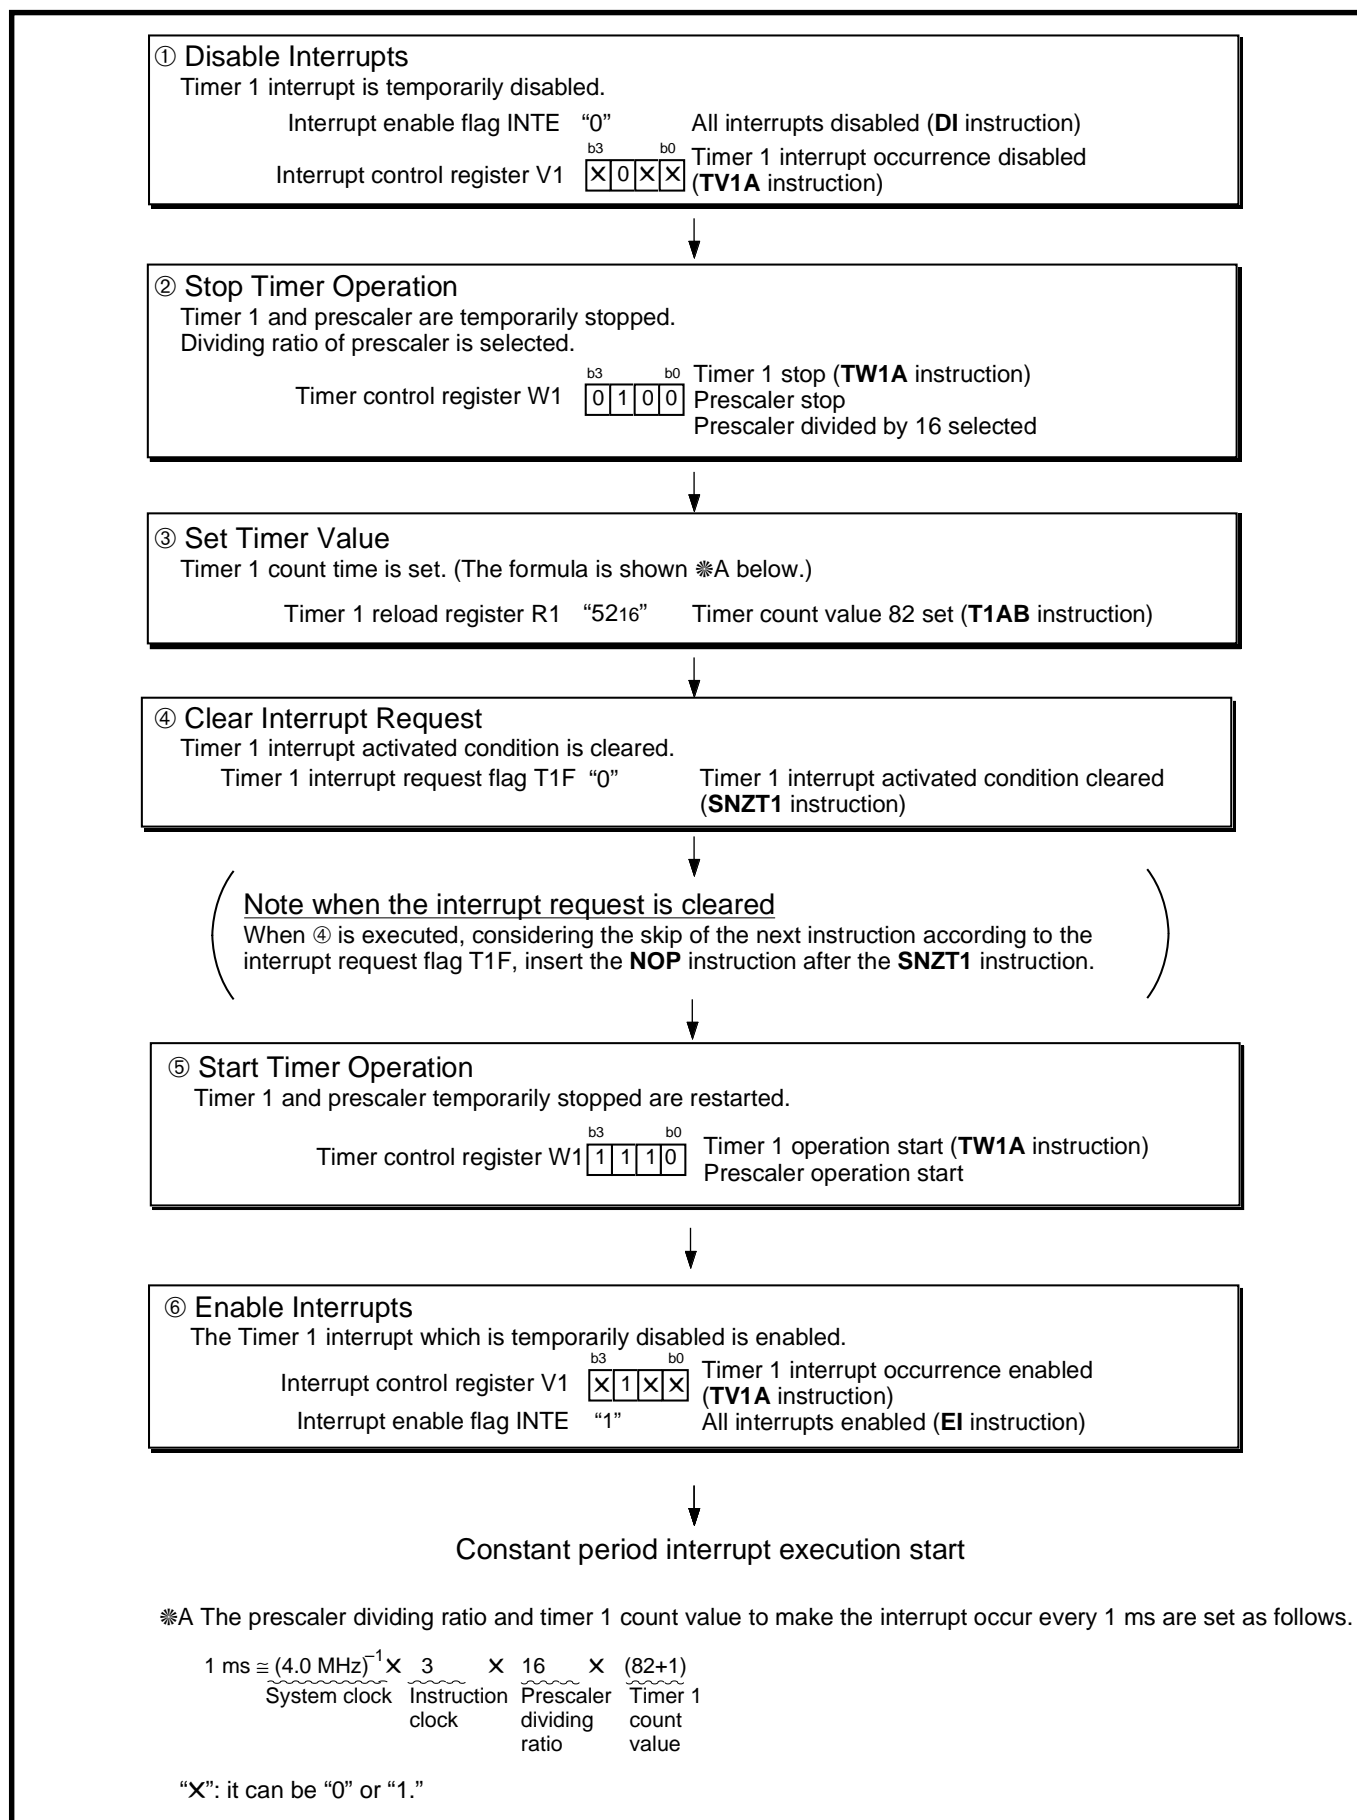 ① Disable Interrupts
Timer 1 interrupt is temporarily disabled.
Interrupt enable flag INTE “0” All interrupts disabled (DI instruction)
b3 b0
Interrupt control register V1 X 0 X X Timer 1 interrupt occurrence disabled
(TV1A instruction)
② Stop Timer Operation
Timer 1 and prescaler are temporarily stopped.
Dividing ratio of prescaler is selected.
b3 b0
Timer control register W1 0 1 0 0 Timer 1 stop (TW1A instruction)
Prescaler stop
Prescaler divided by 16 selected
③ Set Timer Value
Timer 1 count time is set. (The formula is shown ※A below.)
Timer 1 reload register R1 “5216” Timer count value 82 set (T1AB instruction)
④ Clear Interrupt Request
Timer 1 interrupt activated condition is cleared.
Timer 1 interrupt request flag T1F “0” Timer 1 interrupt activated condition cleared
(SNZT1 instruction)
Note when the interrupt request is cleared
When ④ is executed, considering the skip of the next instruction according to the
interrupt request flag T1F, insert the NOP instruction after the SNZT1 instruction.
⑤ Start Timer Operation
Timer 1 and prescaler temporarily stopped are restarted.
b3 b0
Timer control register W1 1 1 1 0 Timer 1 operation start (TW1A instruction)
Prescaler operation start
⑥ Enable Interrupts
The Timer 1 interrupt which is temporarily disabled is enabled.
b3 b0
Interrupt control register V1 X 1 X X Timer 1 interrupt occurrence enabled
(TV1A instruction)
Interrupt enable flag INTE “1” All interrupts enabled (EI instruction)
Constant period interrupt execution start
※A The prescaler dividing ratio and timer 1 count value to make the interrupt occur every 1 ms are set as follows.
1 ms ≅ (4.0 MHz)⁻¹ X 3 X 16 X (82+1)
System clock Instruction Prescaler Timer 1
clock dividing count
ratio value
“X”: it can be “0” or “1.”